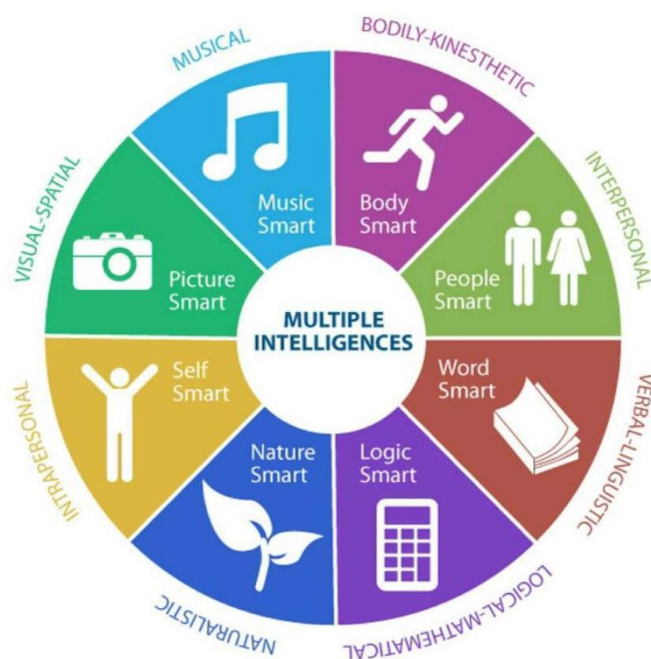 MUSICAL
BODILY-KINESTHETIC
INTERPERSONAL
VERBAL-LINGUISTIC
LOGICAL-MATHEMATICAL
NATURALISTIC
INTRAPERSONAL
VISUAL-SPATIAL
Music
Smart
Body
Smart
People
Smart
Word
Smart
Logic
Smart
Nature
Smart
Self
Smart
Picture
Smart
MULTIPLE
INTELLIGENCES